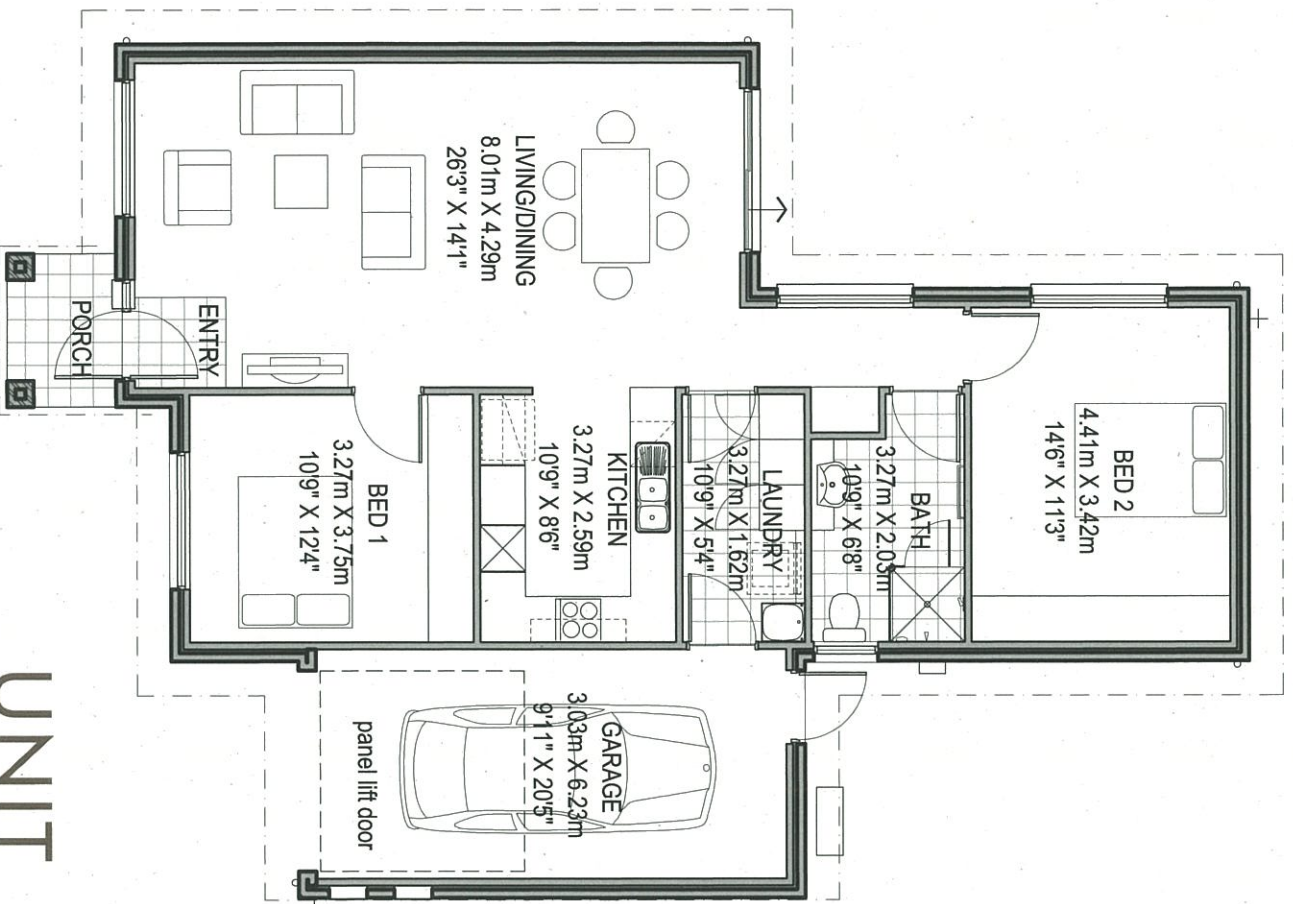 LIVING/DINING
8.01m X 4.29m
26'3" X 14'1"
ENTRY
PORCH
BED 1
3.27m X 3.75m
10'9" X 12'4"
KITCHEN
3.27m X 2.59m
10'9" X 8'6"
LAUNDRY
3.27m X 1.62m
10'9" X 5'4"
BATH
3.27m X 2.03m
10'9" X 6'8"
BED 2
4.41m X 3.42m
14'6" X 11'3"
GARAGE
3.03m X 6.23m
9'11" X 20'5"
panel lift door
UNIT